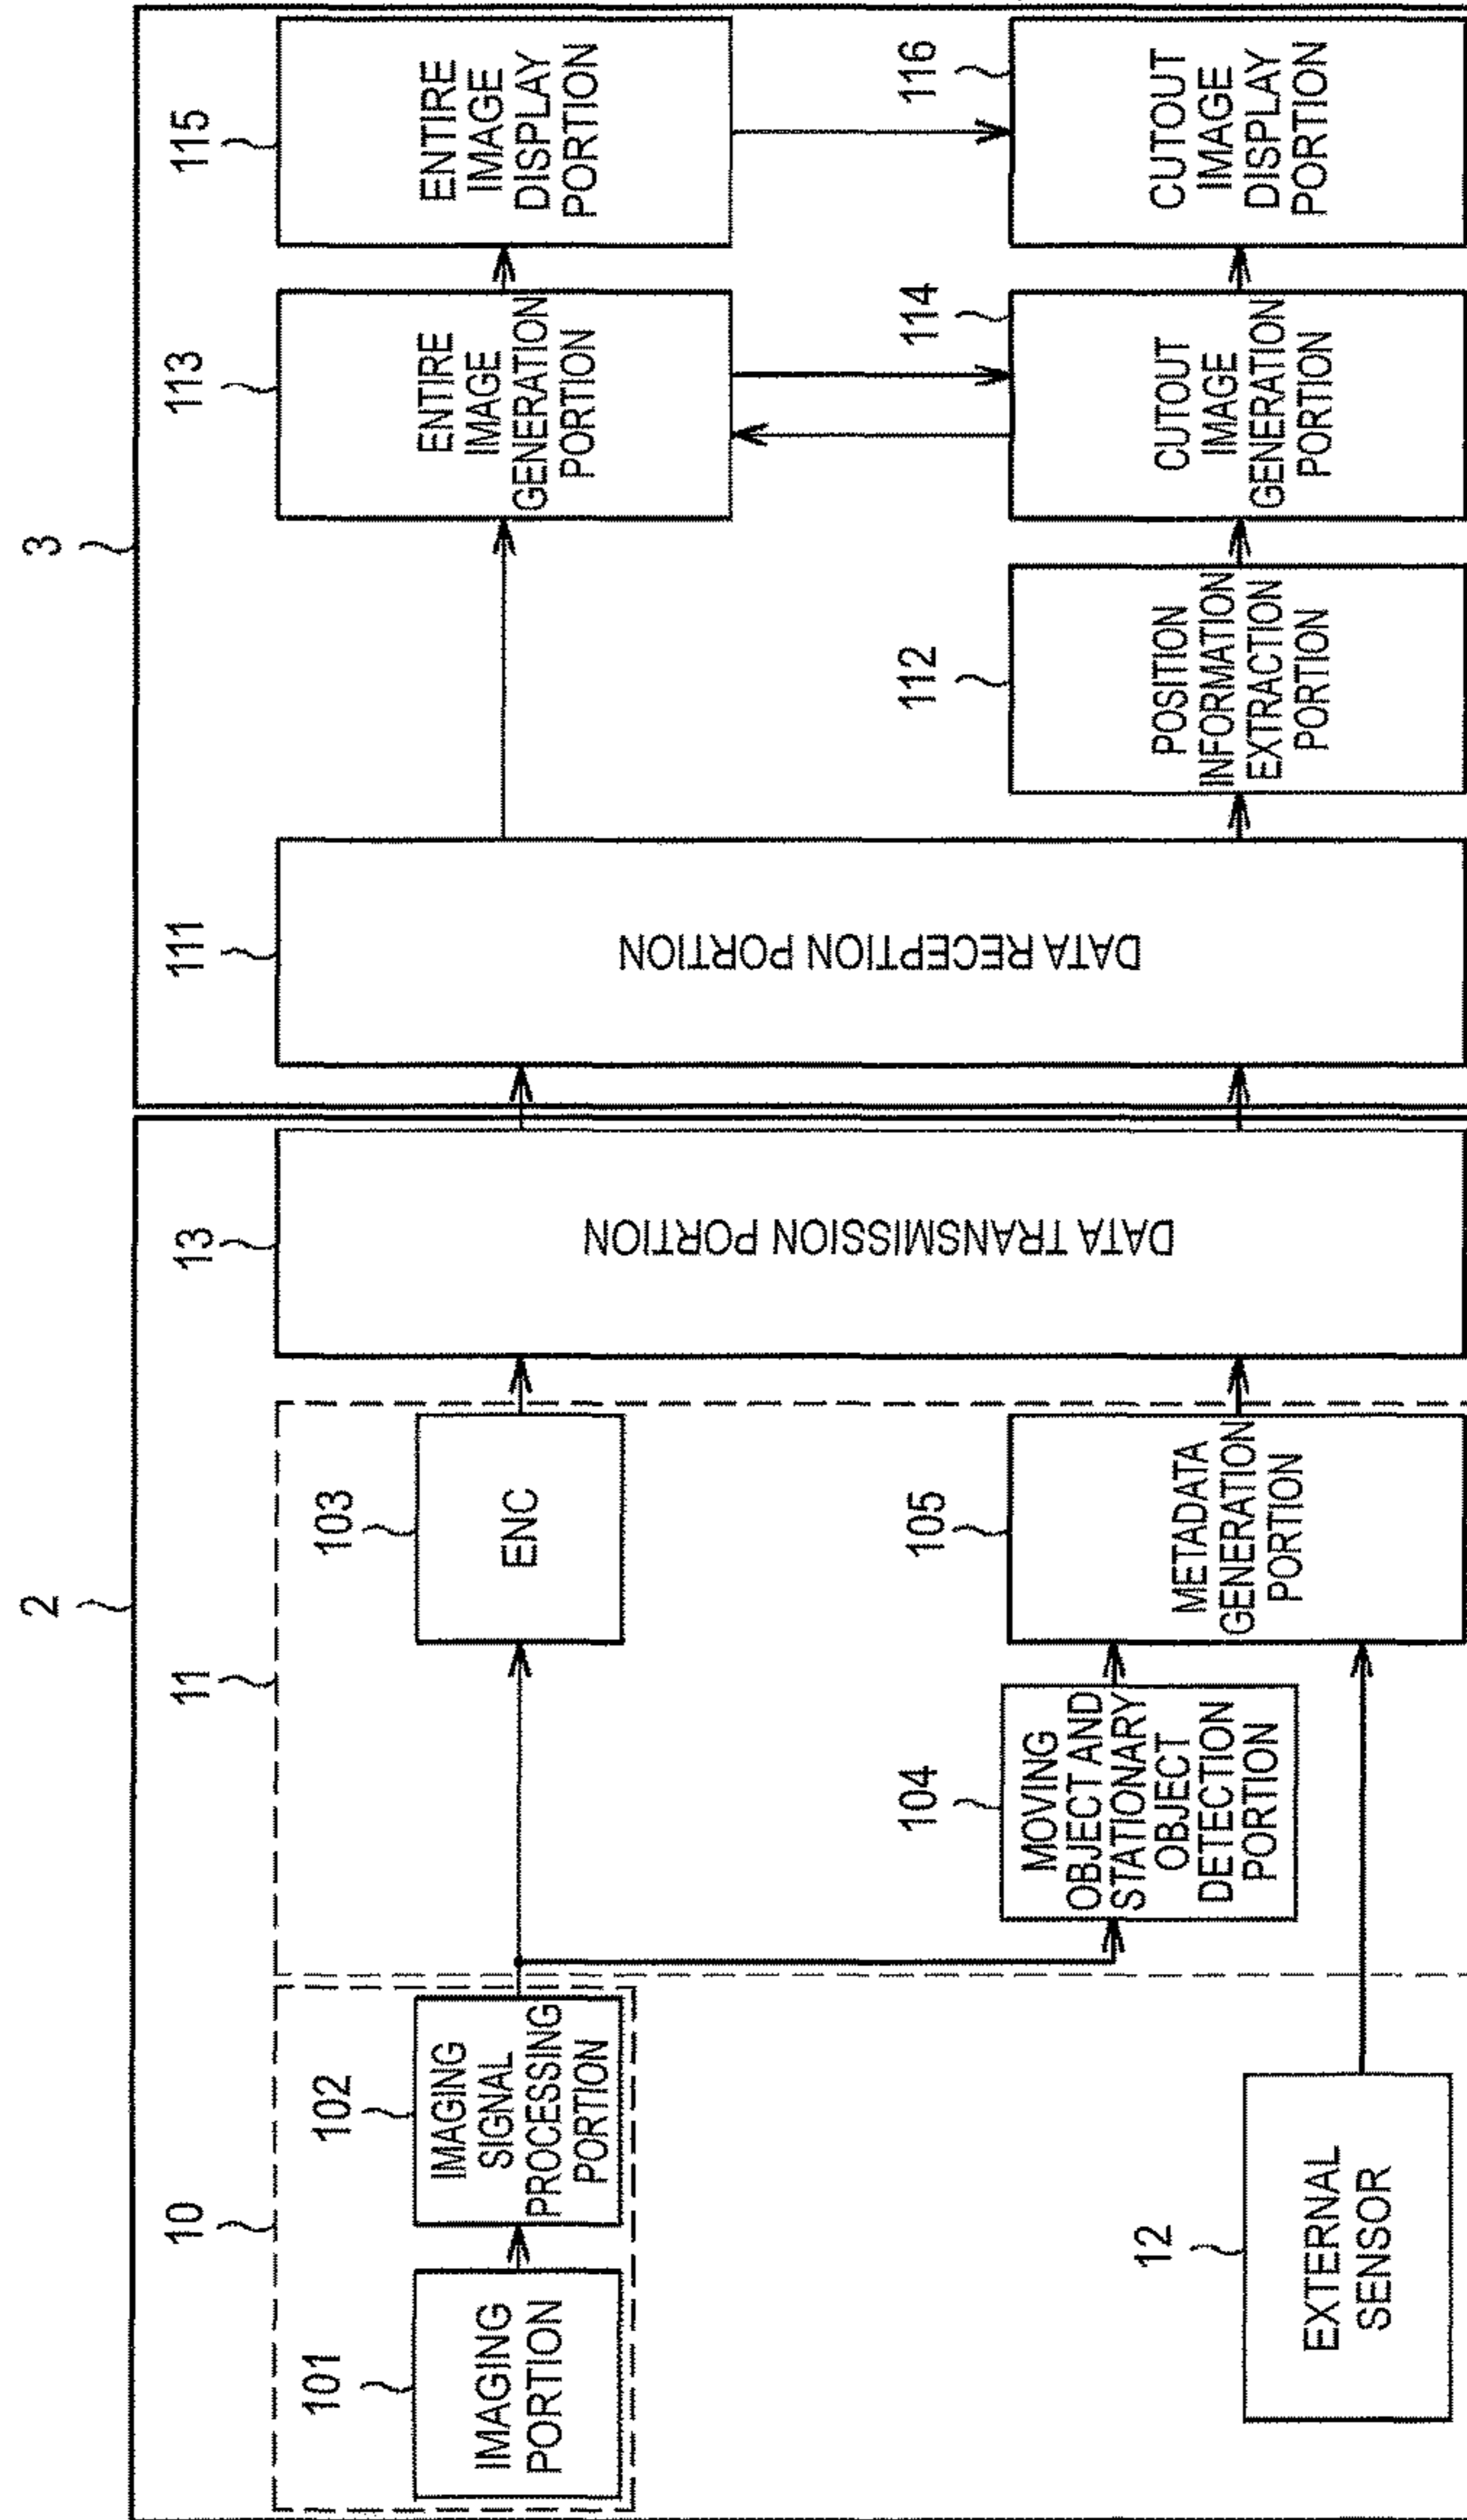 2
3
10
11
13
111
113
115
101
IMAGING
PORTION
102
IMAGING
SIGNAL
PROCESSING
PORTION
103
ENC
DATA TRANSMISSION PORTION
DATA RECEPTION PORTION
ENTIRE
IMAGE
GENERATION
PORTION
ENTIRE
IMAGE
DISPLAY
PORTION
104
MOVING
OBJECT AND
STATIONARY
OBJECT
DETECTION
PORTION
105
METADATA
GENERATION
PORTION
112
POSITION
INFORMATION
EXTRACTION
PORTION
114
CUTOUT
IMAGE
GENERATION
PORTION
116
CUTOUT
IMAGE
DISPLAY
PORTION
12
EXTERNAL
SENSOR